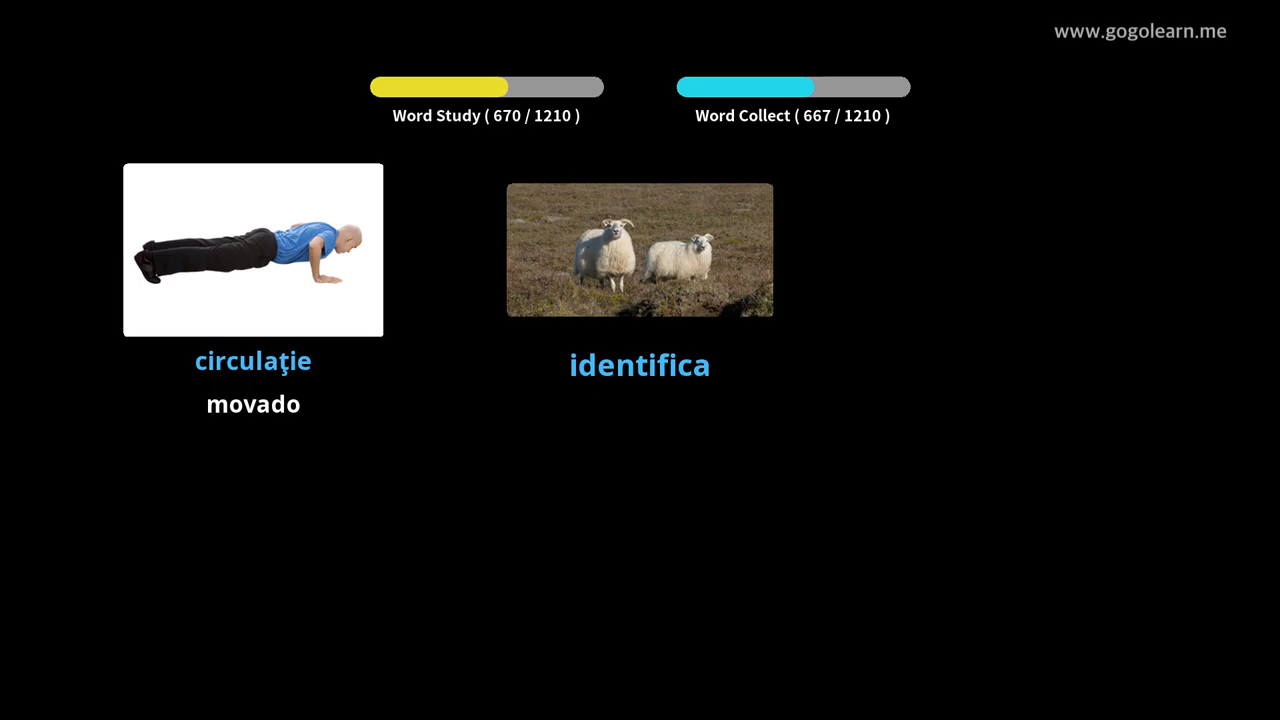 www.gogolearn.me
Word Study ( 670 / 1210 )
Word Collect ( 667 / 1210 )
circulaţie
movado
identifica